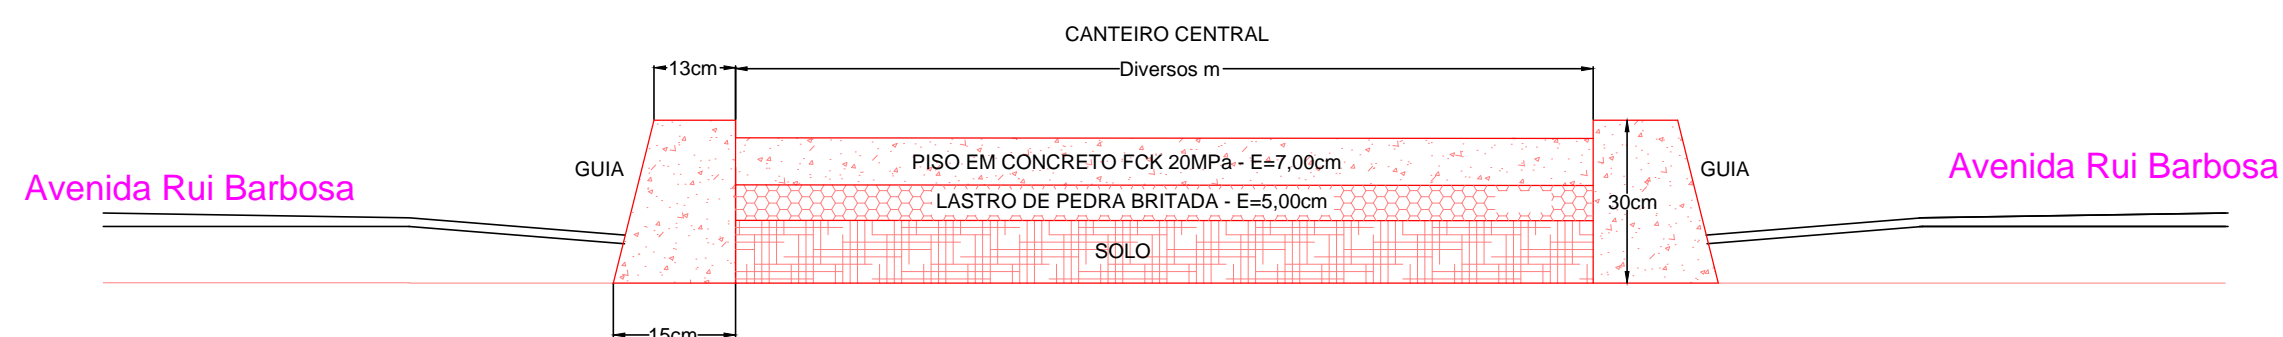 CANTEIRO CENTRAL
13cm
Diversos m
PISO EM CONCRETO FCK 20MPa - E=7,00cm
GUIA
GUIA
Avenida Rui Barbosa
Avenida Rui Barbosa
LASTRO DE PEDRA BRITADA - E=5,00cm
30cm
SOLO
15cm